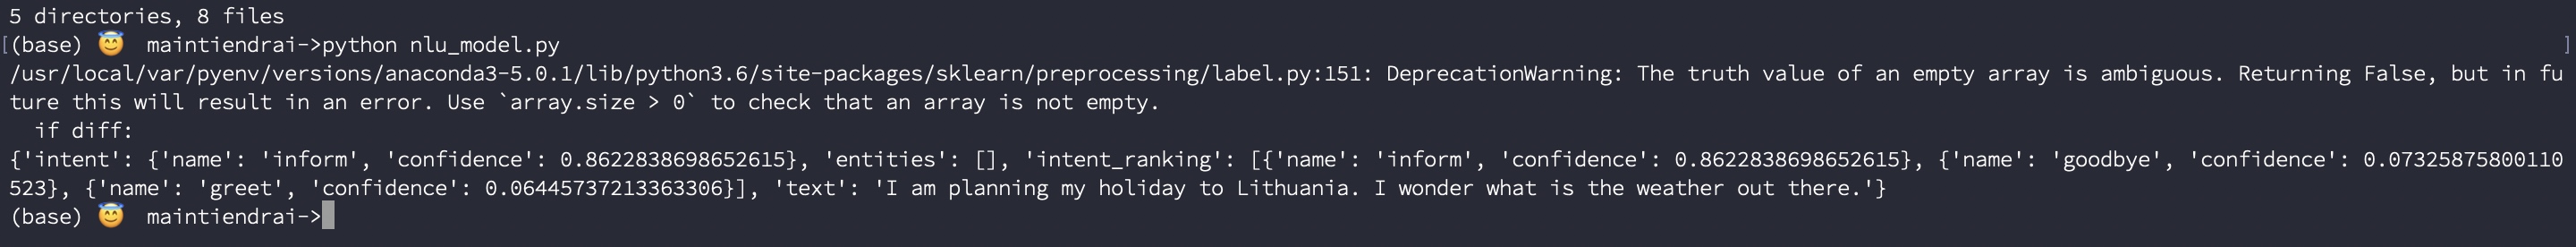 5 directories, 8 files
[(base) 😇 maintiendrai->python nlu_model.py ]
/usr/local/var/pyenv/versions/anaconda3-5.0.1/lib/python3.6/site-packages/sklearn/preprocessing/label.py:151: DeprecationWarning: The truth value of an empty array is ambiguous. Returning False, but in fu
ture this will result in an error. Use `array.size > 0` to check that an array is not empty.
  if diff:
{'intent': {'name': 'inform', 'confidence': 0.8622838698652615}, 'entities': [], 'intent_ranking': [{'name': 'inform', 'confidence': 0.8622838698652615}, {'name': 'goodbye', 'confidence': 0.07325875800110
523}, {'name': 'greet', 'confidence': 0.06445737213363306}], 'text': 'I am planning my holiday to Lithuania. I wonder what is the weather out there.'}
(base) 😇 maintiendrai->